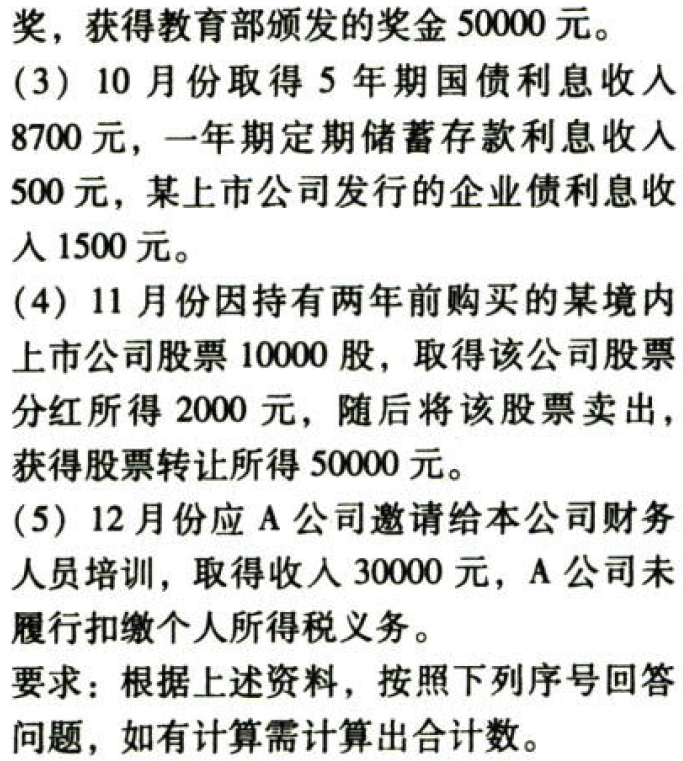 奖，获得教育部颁发的奖金 50000 元。
(3) 10 月份取得 5 年期国债利息收入
8700 元，一年期定期储蓄存款利息收入
500 元，某上市公司发行的企业债利息收
入 1500 元。
(4) 11 月份因持有两年前购买的某境内
上市公司股票 10000 股，取得该公司股票
分红所得 2000 元，随后将该股票卖出，
获得股票转让所得 50000 元。
(5) 12 月份应 A 公司邀请给本公司财务
人员培训，取得收入 30000 元，A 公司未
履行扣缴个人所得税义务。
要求：根据上述资料，按照下列序号回答
问题，如有计算需计算出合计数。